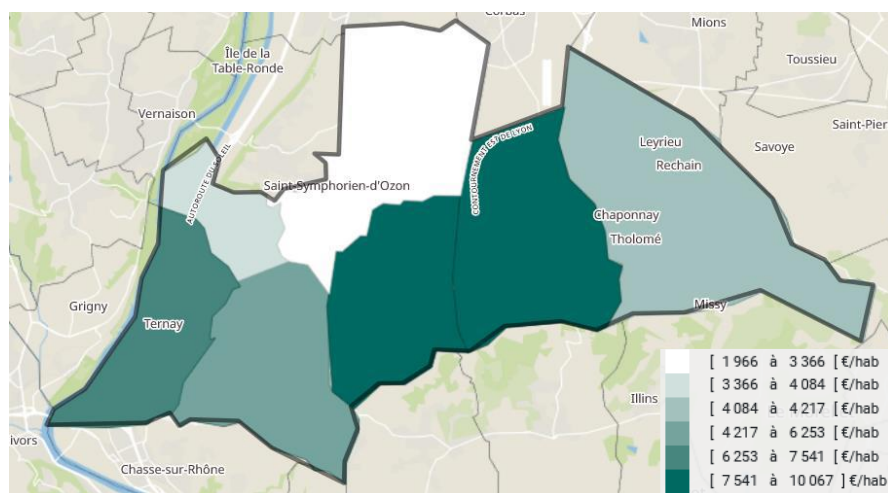 Corbas
Mions
Île de la
Table-Ronde
Toussieu
Vernaison
Saint-Pier
Leyrieu
Savoye
Rechain
AUTOROUTE DU SOLEIL
CONTOURNEMENT EST DE LYON
Saint-Symphorien-d'Ozon
Chaponnay
Tholomé
Grigny
Missy
Ternay
Illins
ivors
Chasse-sur-Rhône
[ 1 966 à 3 366 [ €/hab
[ 3 366 à 4 084 [ €/hab
[ 4 084 à 4 217 [ €/hab
[ 4 217 à 6 253 [ €/hab
[ 6 253 à 7 541 [ €/hab
[ 7 541 à 10 067 ] €/hab